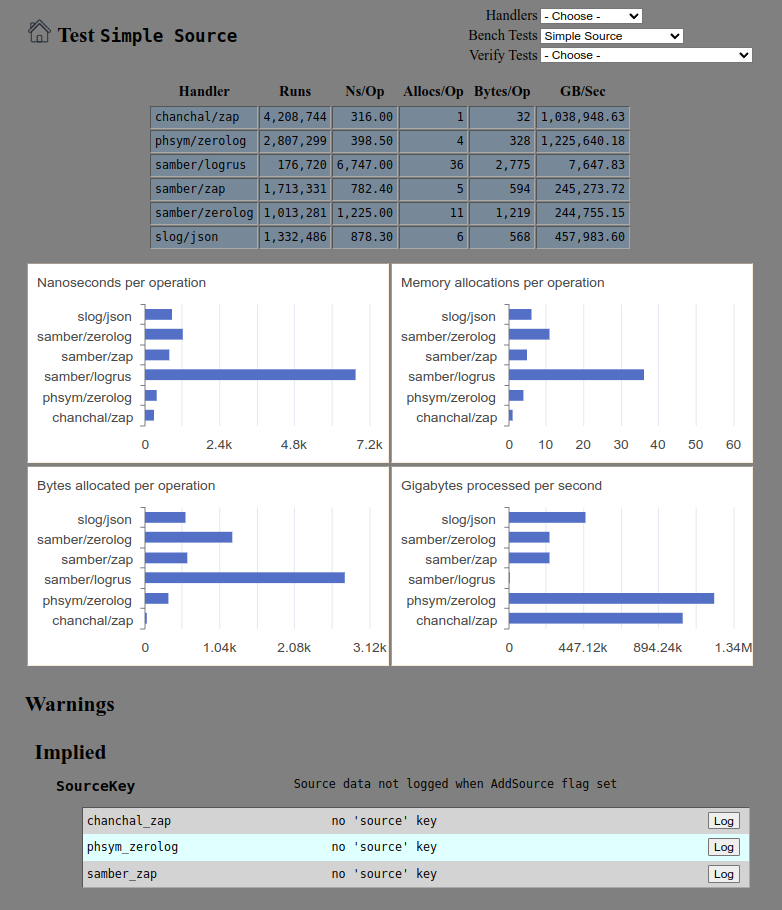 Test Simple Source
Handlers - Choose -
Bench Tests Simple Source
Verify Tests - Choose -
Handler Runs Ns/Op Allocs/Op Bytes/Op GB/Sec
chanchal/zap 4,208,744 316.00 1 32 1,038,948.63
phsym/zerolog 2,807,299 398.50 4 328 1,225,640.18
samber/logrus 176,720 6,747.00 36 2,775 7,647.83
samber/zap 1,713,331 782.40 5 594 245,273.72
samber/zerolog 1,013,281 1,225.00 11 1,219 244,755.15
slog/json 1,332,486 878.30 6 568 457,983.60
Nanoseconds per operation
slog/json
samber/zerolog
samber/zap
samber/logrus
phsym/zerolog
chanchal/zap
0 2.4k 4.8k 7.2k
Memory allocations per operation
slog/json
samber/zerolog
samber/zap
samber/logrus
phsym/zerolog
chanchal/zap
0 10 20 30 40 50 60
Bytes allocated per operation
slog/json
samber/zerolog
samber/zap
samber/logrus
phsym/zerolog
chanchal/zap
0 1.04k 2.08k 3.12k
Gigabytes processed per second
slog/json
samber/zerolog
samber/zap
samber/logrus
phsym/zerolog
chanchal/zap
0 447.12k 894.24k 1.34M
Warnings
Implied
SourceKey Source data not logged when AddSource flag set
chanchal_zap no 'source' key Log
phsym_zerolog no 'source' key Log
samber_zap no 'source' key Log